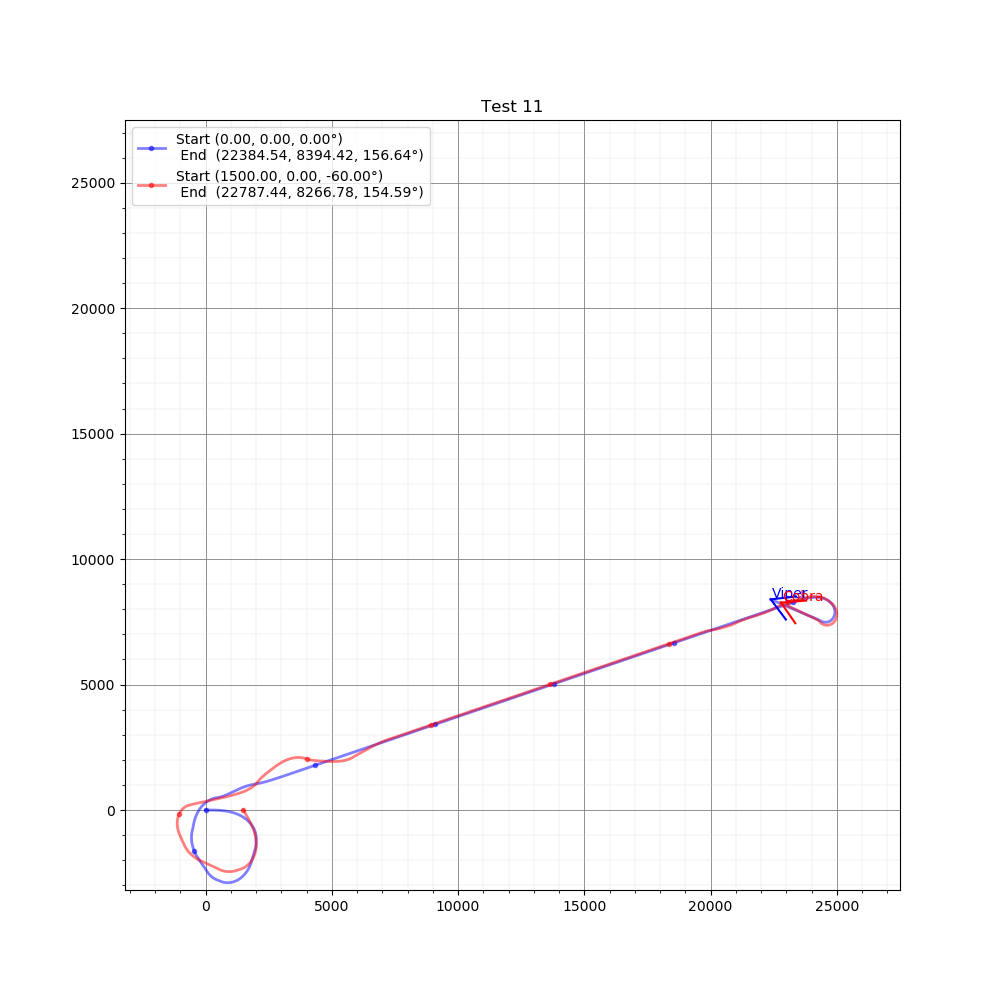 Test 11
Start (0.00, 0.00, 0.00°)
End  (22384.54, 8394.42, 156.64°)
Start (1500.00, 0.00, -60.00°)
End  (22787.44, 8266.78, 154.59°)
25000
20000
15000
10000
5000
0
Viper
0
5000
10000
15000
20000
25000